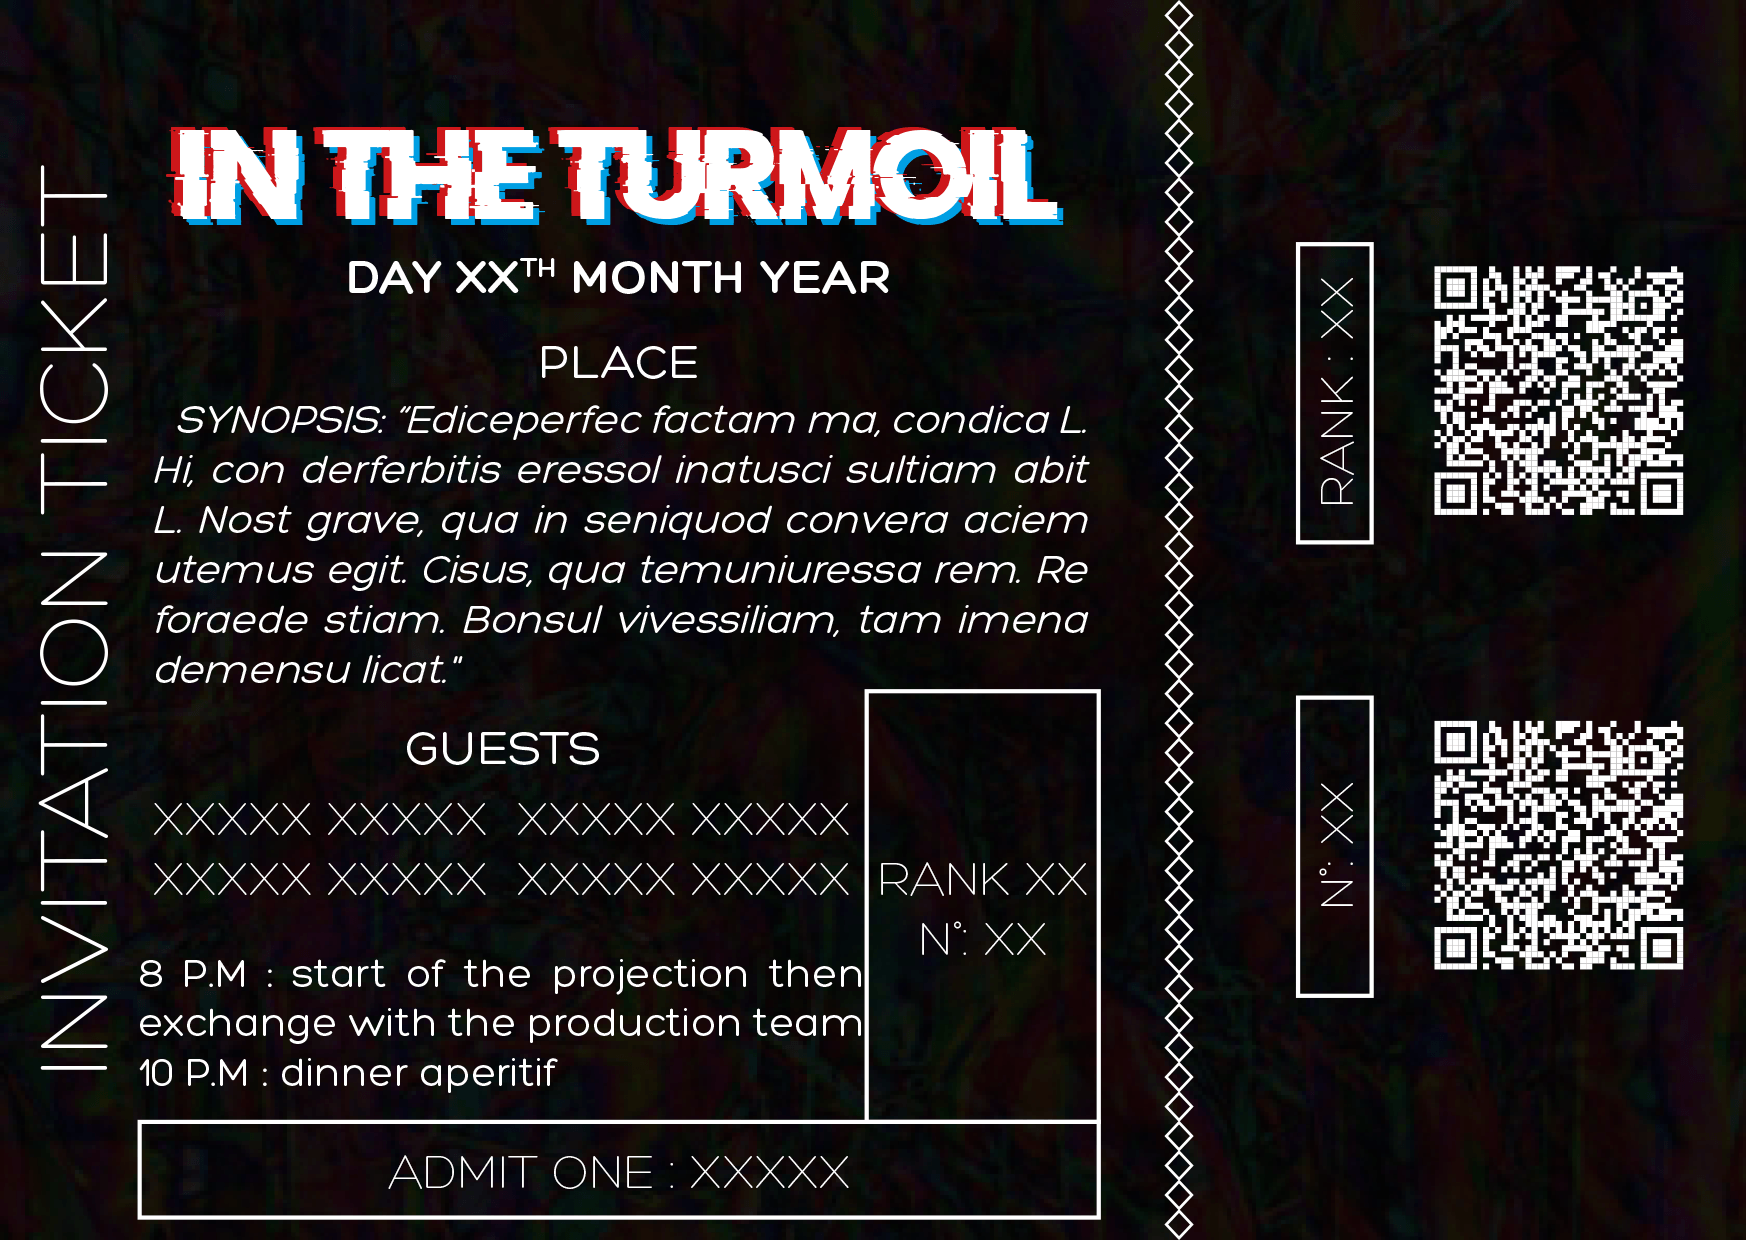 INVITATION TICKET
IN THE TURMOIL
DAY XXTH MONTH YEAR
PLACE
SYNOPSIS: "Ediceperfec factam ma, condica L.
Hi, con derferbitis eressol inatusci sultiam abit
L. Nost grave, qua in seniquod convera aciem
utemus egit. Cisus, qua temuniuressa rem. Re
foraede stiam. Bonsul vivessiliam, tam imena
demensu licat."
GUESTS
XXXXX XXXXX XXXXX XXXXX
XXXXX XXXXX XXXXX XXXXX
8 P.M : start of the projection then
exchange with the production team
10 P.M : dinner aperitif
RANK XX
N°: XX
ADMIT ONE : XXXXX
RANK : XX
N°: XX